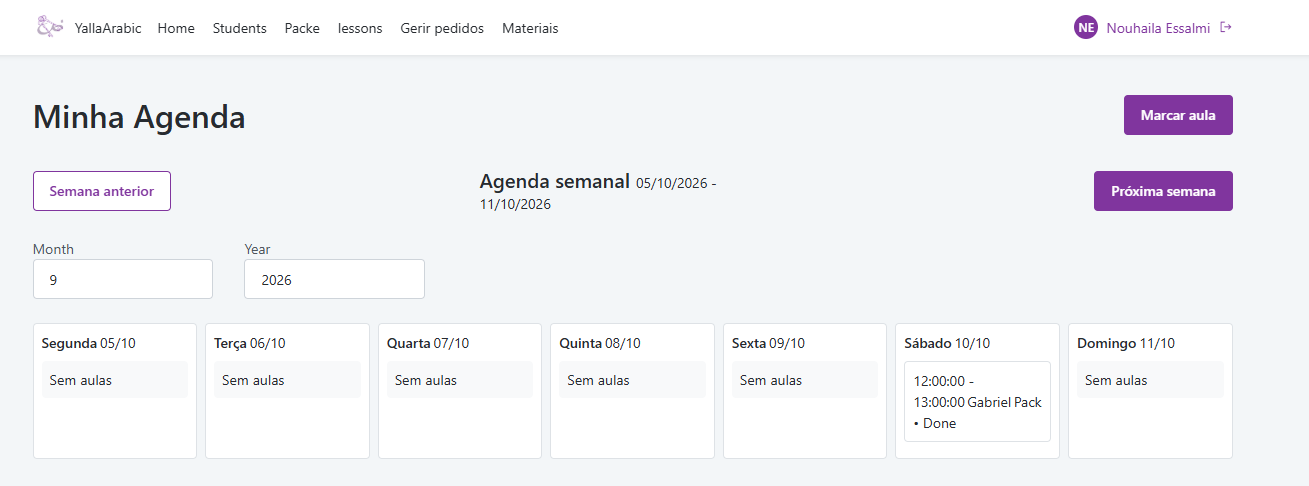 YallaArabic Home Students Packe lessons Gerir pedidos Materiais NE Nouhaila Essalmi
Minha Agenda Marcar aula
Semana anterior Agenda semanal 05/10/2026 - Próxima semana
11/10/2026
Month Year
9 2026
Segunda 05/10 Terça 06/10 Quarta 07/10 Quinta 08/10 Sexta 09/10 Sábado 10/10 Domingo 11/10
Sem aulas Sem aulas Sem aulas Sem aulas Sem aulas 12:00:00 - Sem aulas
13:00:00 Gabriel Pack
• Done